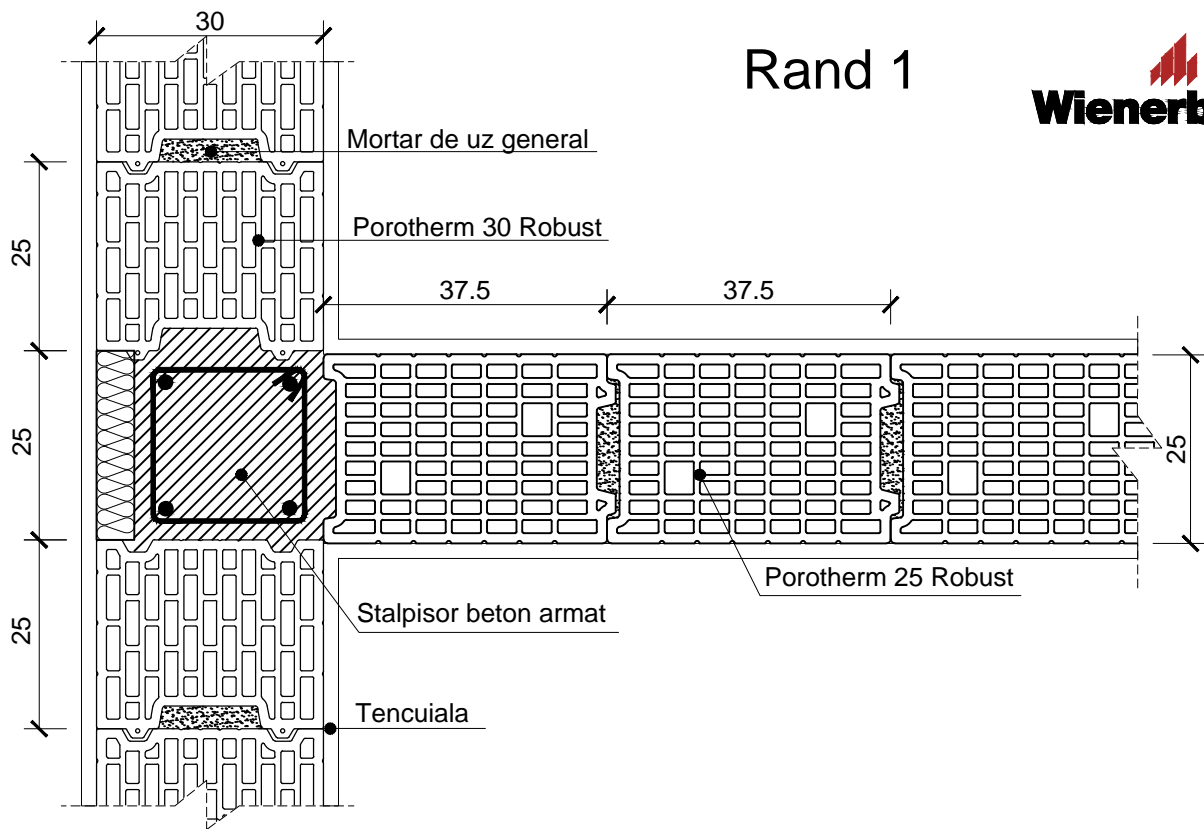 30
Rand 1
Wienerb
Mortar de uz general
25
Porotherm 30 Robust
37.5
37.5
25
25
Porotherm 25 Robust
Stalpisor beton armat
25
Tencuiala